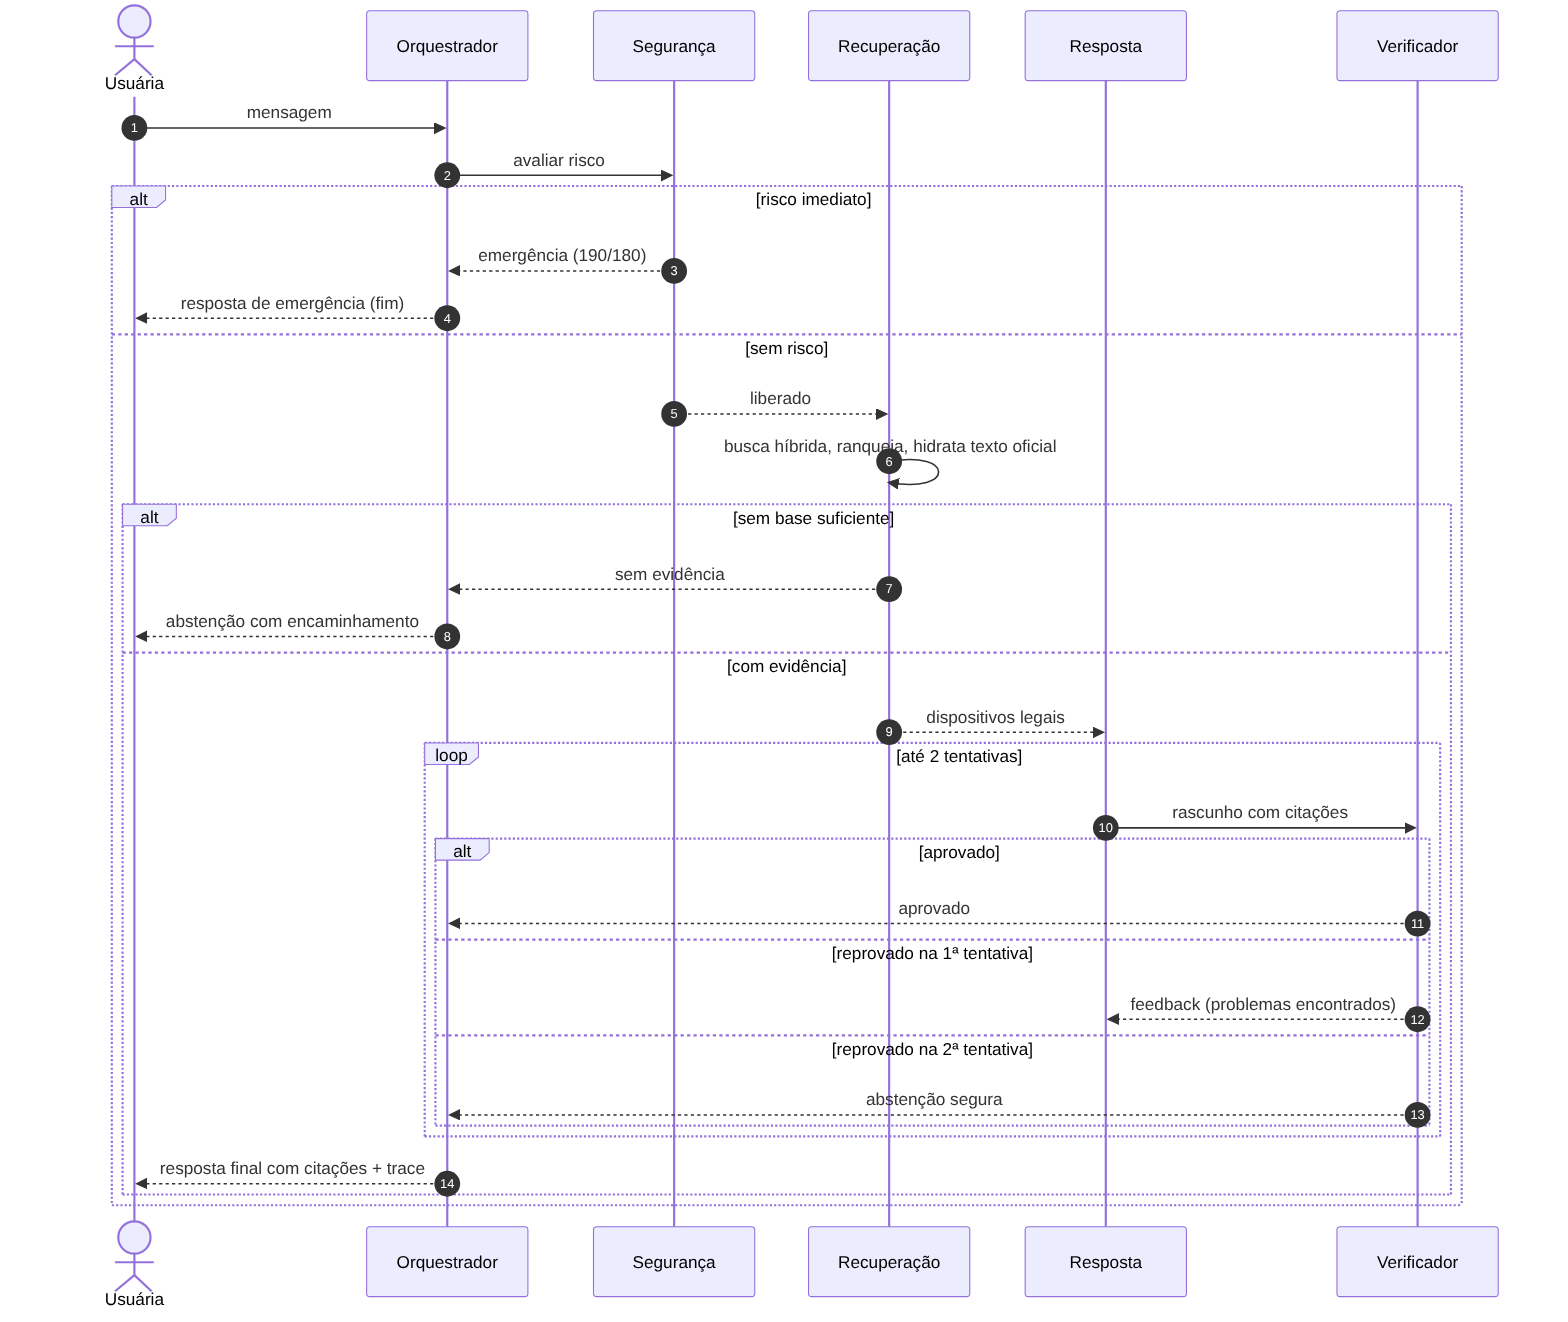 Usuária
Orquestrador
Segurança
Recuperação
Resposta
Verificador
1
mensagem
2
avaliar risco
alt
[risco imediato]
emergência (190/180)
3
resposta de emergência (fim)
4
[sem risco]
5
liberado
busca híbrida, ranqueia, hidrata texto oficial
6
alt
[sem base suficiente]
sem evidência
7
abstenção com encaminhamento
8
[com evidência]
9
dispositivos legais
loop
[até 2 tentativas]
10
rascunho com citações
alt
[aprovado]
aprovado
11
[reprovado na 1ª tentativa]
feedback (problemas encontrados)
12
[reprovado na 2ª tentativa]
abstenção segura
13
resposta final com citações + trace
14
Usuária
Orquestrador
Segurança
Recuperação
Resposta
Verificador